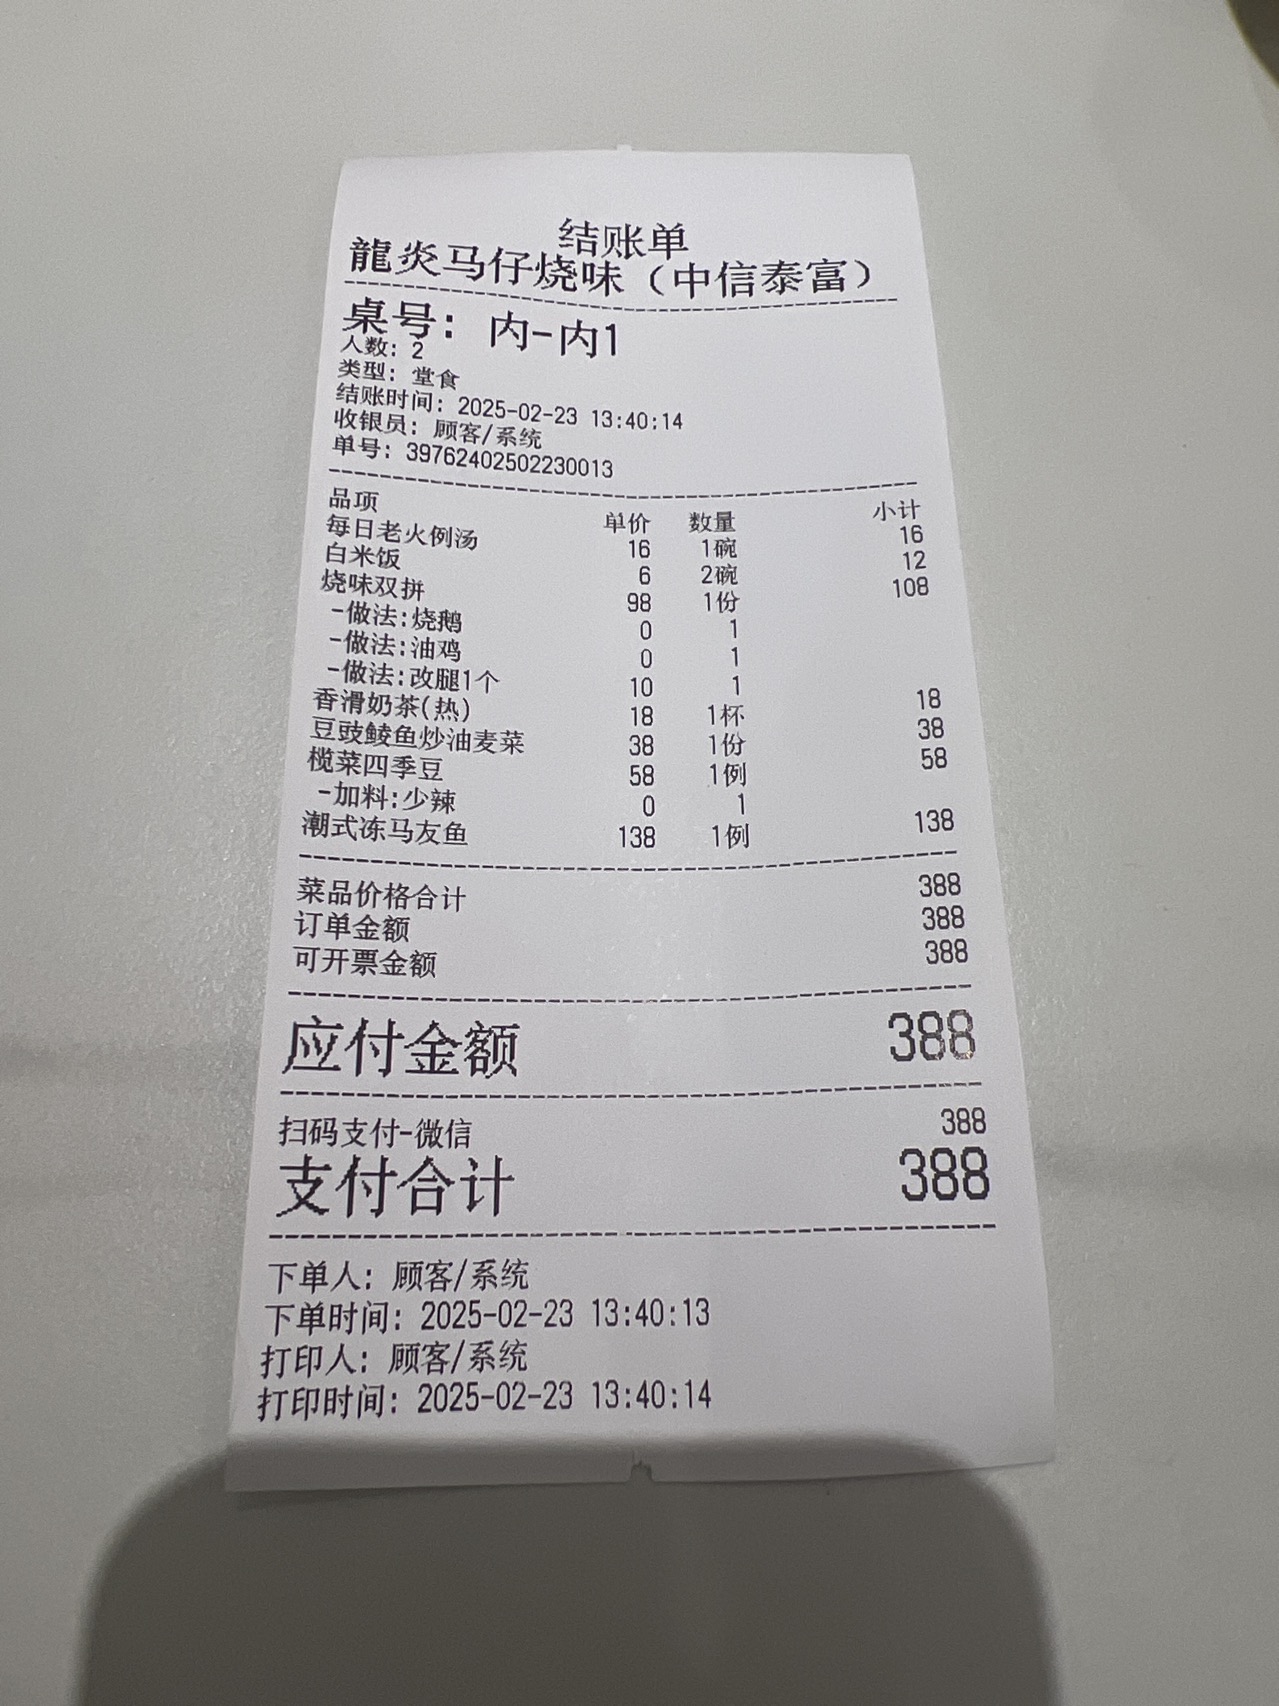 结账单
龍炎马仔烧味（中信泰富）
桌号：内-内1
人数：2
类型：堂食
结账时间：2025-02-23 13:40:14
收银员：顾客/系统
单号：39762402502230013
品项 单价 数量 小计
每日老火例汤 16 1碗 16
白米饭 6 2碗 12
烧味双拼 98 1份 108
-做法:烧鹅 0 1
-做法:油鸡 0 1
-做法:改腿1个 10 1
香滑奶茶(热) 18 1杯 18
豆豉鲮鱼炒油麦菜 38 1份 38
榄菜四季豆 58 1例 58
-加料:少辣 0 1
潮式冻马友鱼 138 1例 138
菜品价格合计 388
订单金额 388
可开票金额 388
应付金额 388
扫码支付-微信 388
支付合计 388
下单人：顾客/系统
下单时间：2025-02-23 13:40:13
打印人：顾客/系统
打印时间：2025-02-23 13:40:14